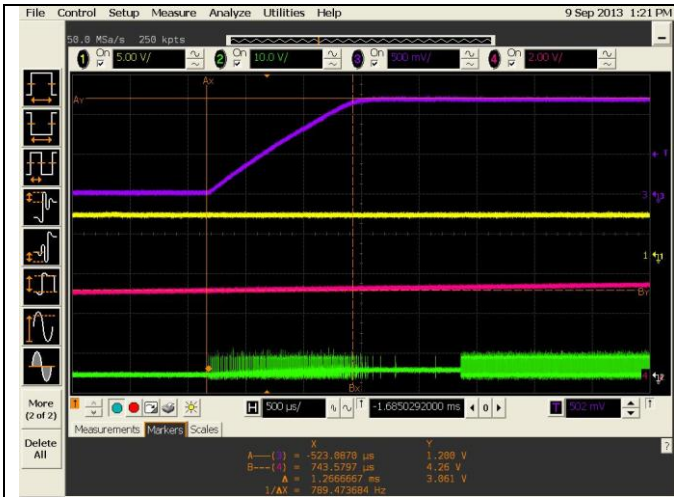 File Control Setup Measure Analyze Utilities Help 9 Sep 2013 1:21 PM
50.0 MSa/s 250 kpts
1 On 5.00 V/ 2 On 10.0 V/ 3 On 500 mV/ 4 On 2.00 V/
Ax
Ay
1
3
1
By
Bx
More
(2 of 2)
Delete
All
H 500 µs/ -1.6850292000 ms 0 T 502 mV
Measurements Markers Scales
X Y
A—(3) = -523.0870 µs 1.200 V
B---(4) = 743.5797 µs 4.26 V
Δ = 1.2666667 ms 3.061 V
1/ΔX = 789.473684 Hz
?